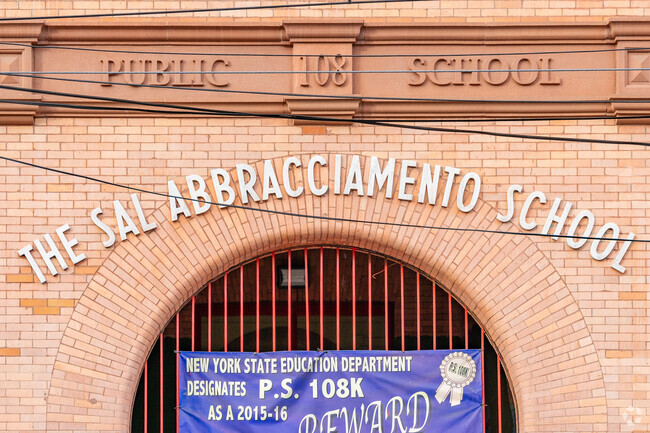 PUBLIC 108 SCHOOL
THE SAL ABBRACCIAMENTO SCHOOL
NEW YORK STATE EDUCATION DEPARTMENT
DESIGNATES P.S. 108K
AS A 2015-16
REWARD
P.S. 108K